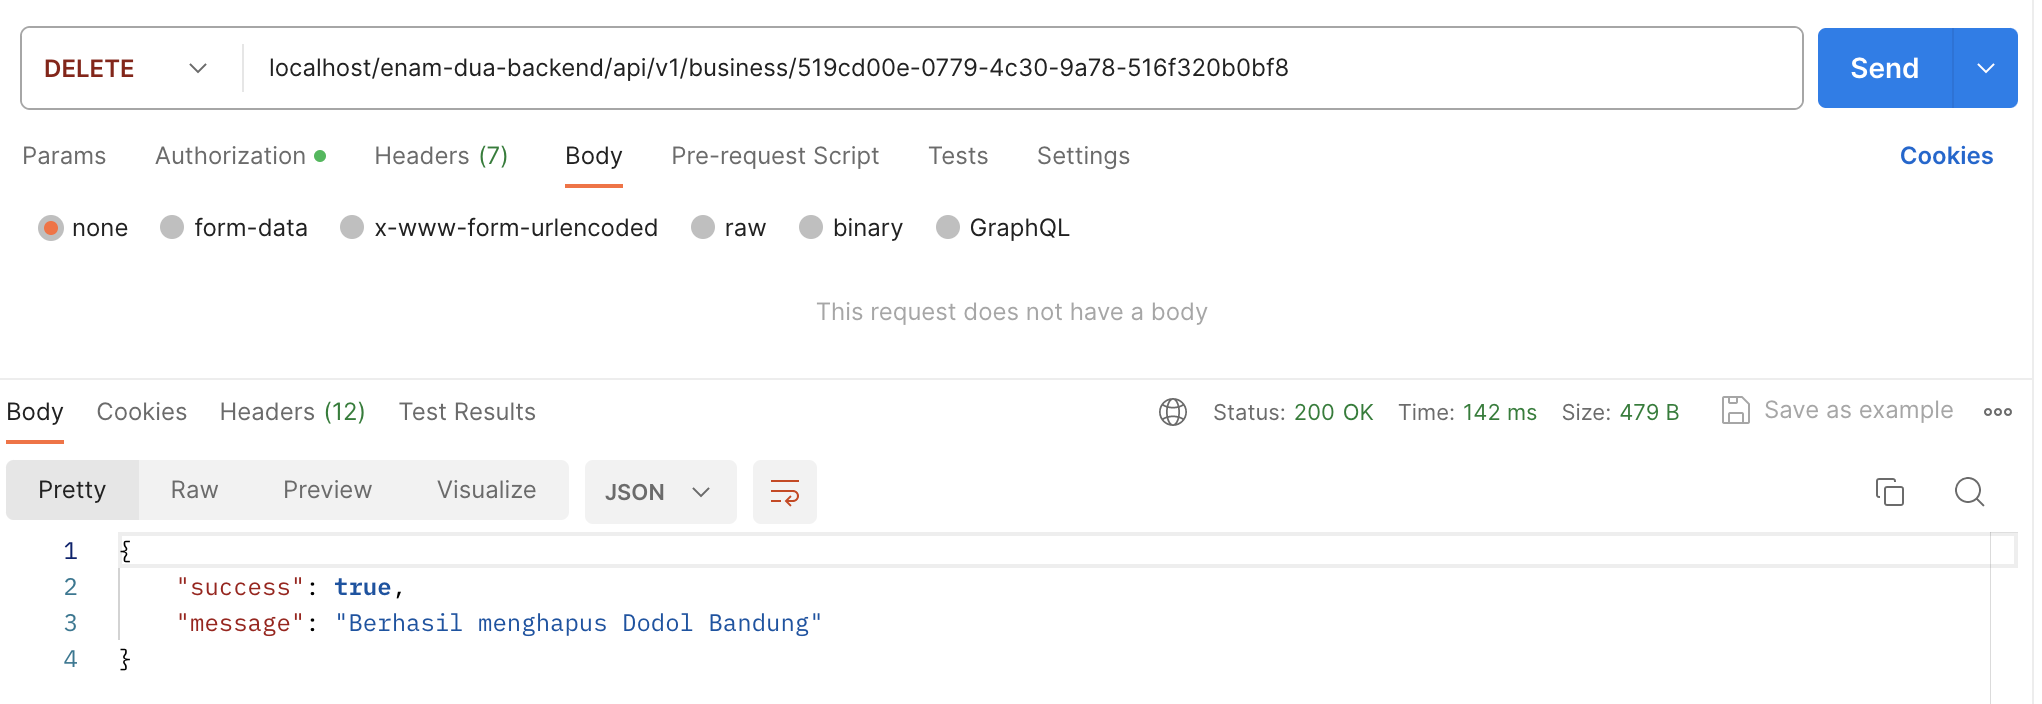 DELETE localhost/enam-dua-backend/api/v1/business/519cd00e-0779-4c30-9a78-516f320b0bf8 Send
Params Authorization Headers (7) Body Pre-request Script Tests Settings Cookies
none form-data x-www-form-urlencoded raw binary GraphQL
This request does not have a body
Body Cookies Headers (12) Test Results Status: 200 OK Time: 142 ms Size: 479 B Save as example
Pretty Raw Preview Visualize JSON
1 {
2 "success": true,
3 "message": "Berhasil menghapus Dodol Bandung"
4 }